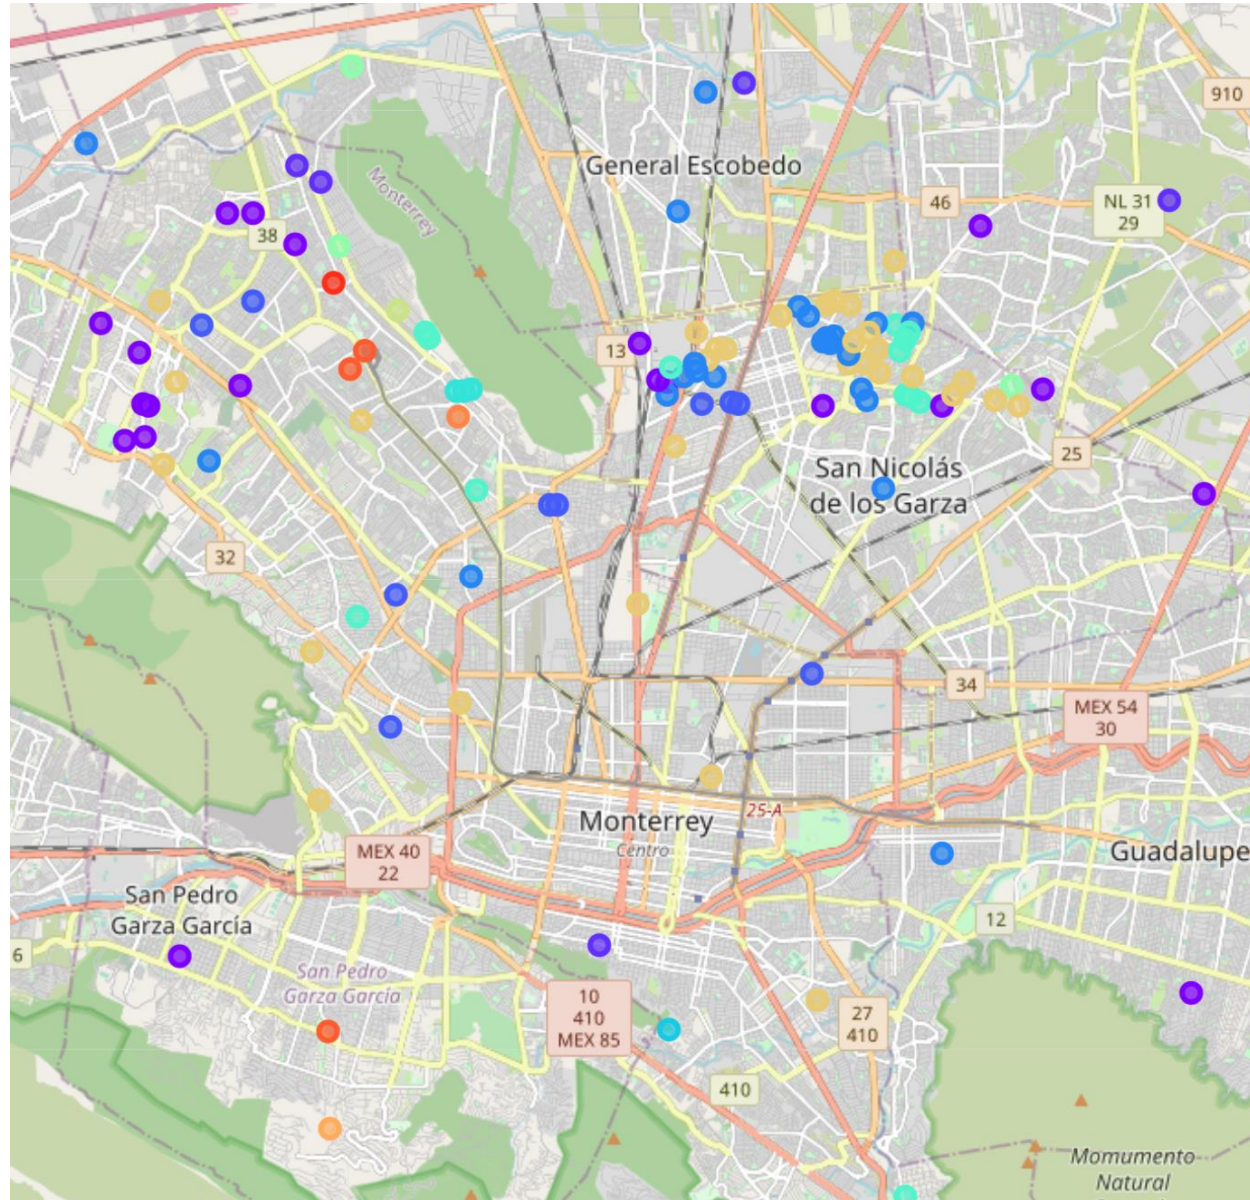 910
General Escobedo
Monterrey
46
NL 31
29
38
13
25
San Nicolás
de los Garza
32
34
MEX 54
30
25-A
Monterrey
Centro
MEX 40
22
Guadalupe
San Pedro
Garza García
12
6
San Pedro
Garza García
10
410
MEX 85
27
410
410
Momumento
Natural